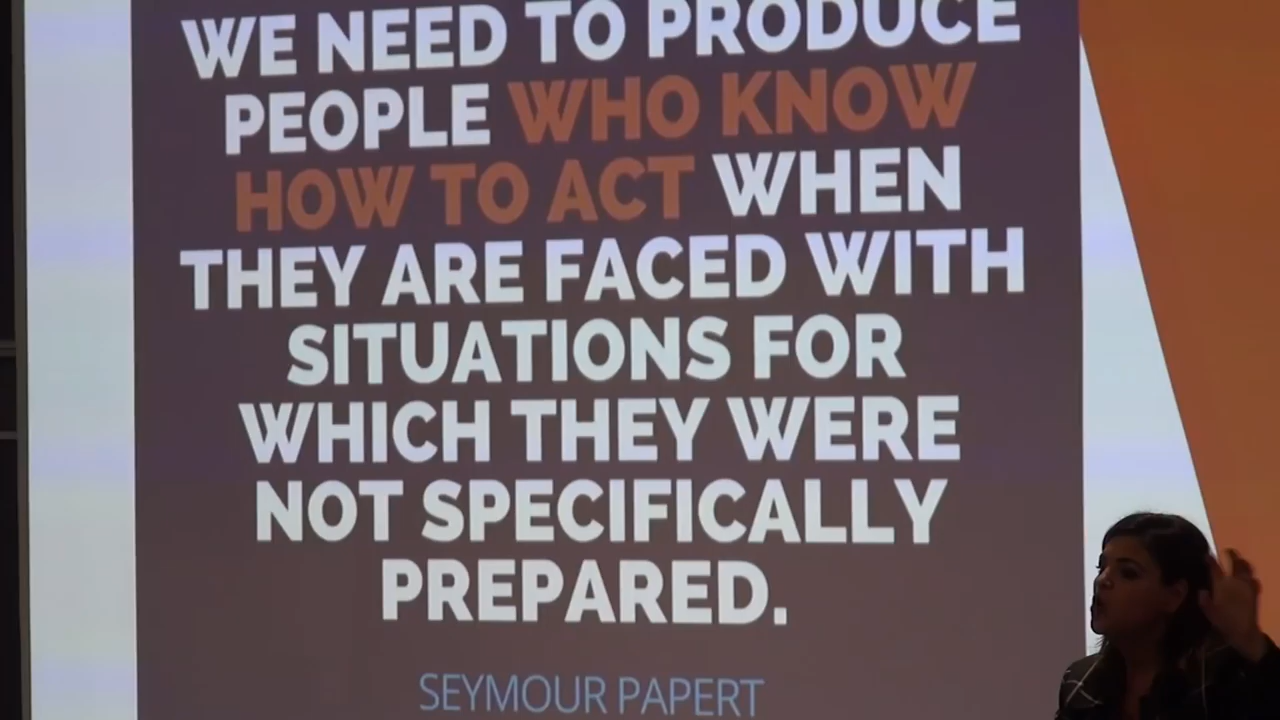 WE NEED TO PRODUCE
PEOPLE WHO KNOW
HOW TO ACT WHEN
THEY ARE FACED WITH
SITUATIONS FOR
WHICH THEY WERE
NOT SPECIFICALLY
PREPARED.
SEYMOUR PAPERT